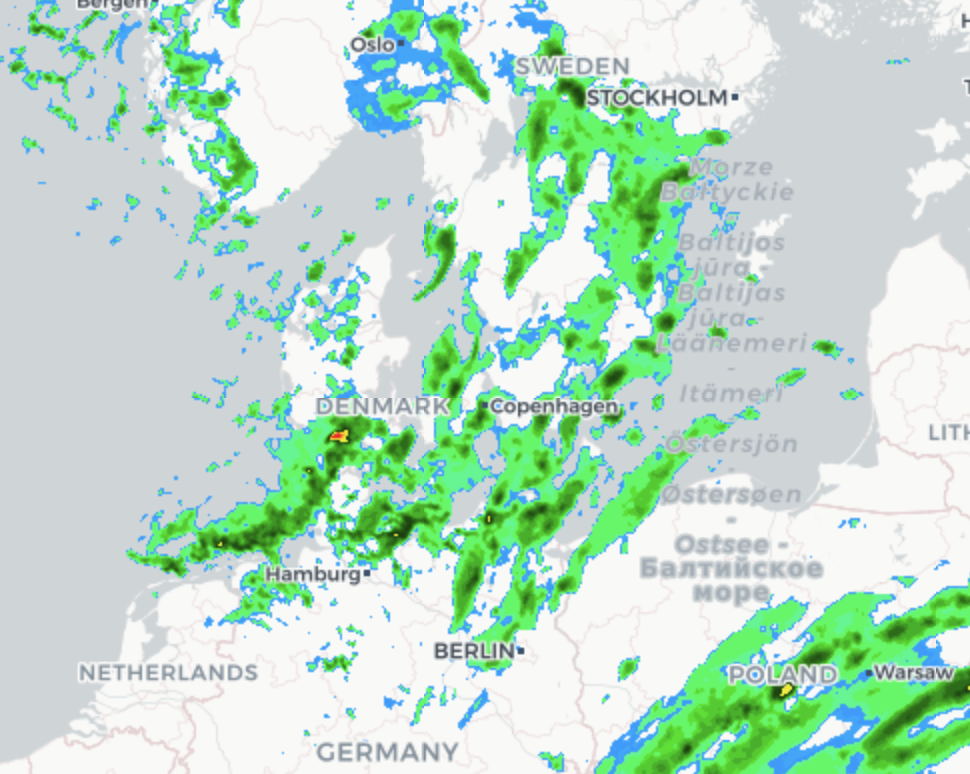 Bergen
Oslo
SWEDEN
STOCKHOLM
Morze
Bałtyckie
-
Baltijos
jūra -
Baltijas
jūra -
Läänemeri
-
Itämeri
-
Östersjön
-
Østersøen
-
Ostsee -
Балтийское
море
DENMARK
Copenhagen
LITH
Hamburg
BERLIN
NETHERLANDS
POLAND
Warsaw
GERMANY